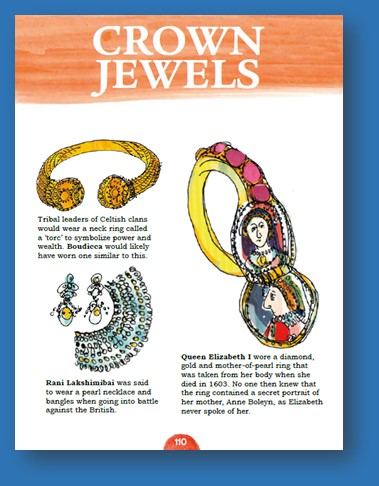 CROWN
JEWELS
Tribal leaders of Celtish clans
would wear a neck ring called
a 'torc' to symbolize power and
wealth. Boudicca would likely
have worn one similar to this.
Rani Lakshimibai was said
to wear a pearl necklace and
bangles when going into battle
against the British.
Queen Elizabeth I wore a diamond,
gold and mother-of-pearl ring that
was taken from her body when she
died in 1603. No one then knew that
the ring contained a secret portrait of
her mother, Anne Boleyn, as Elizabeth
never spoke of her.
110